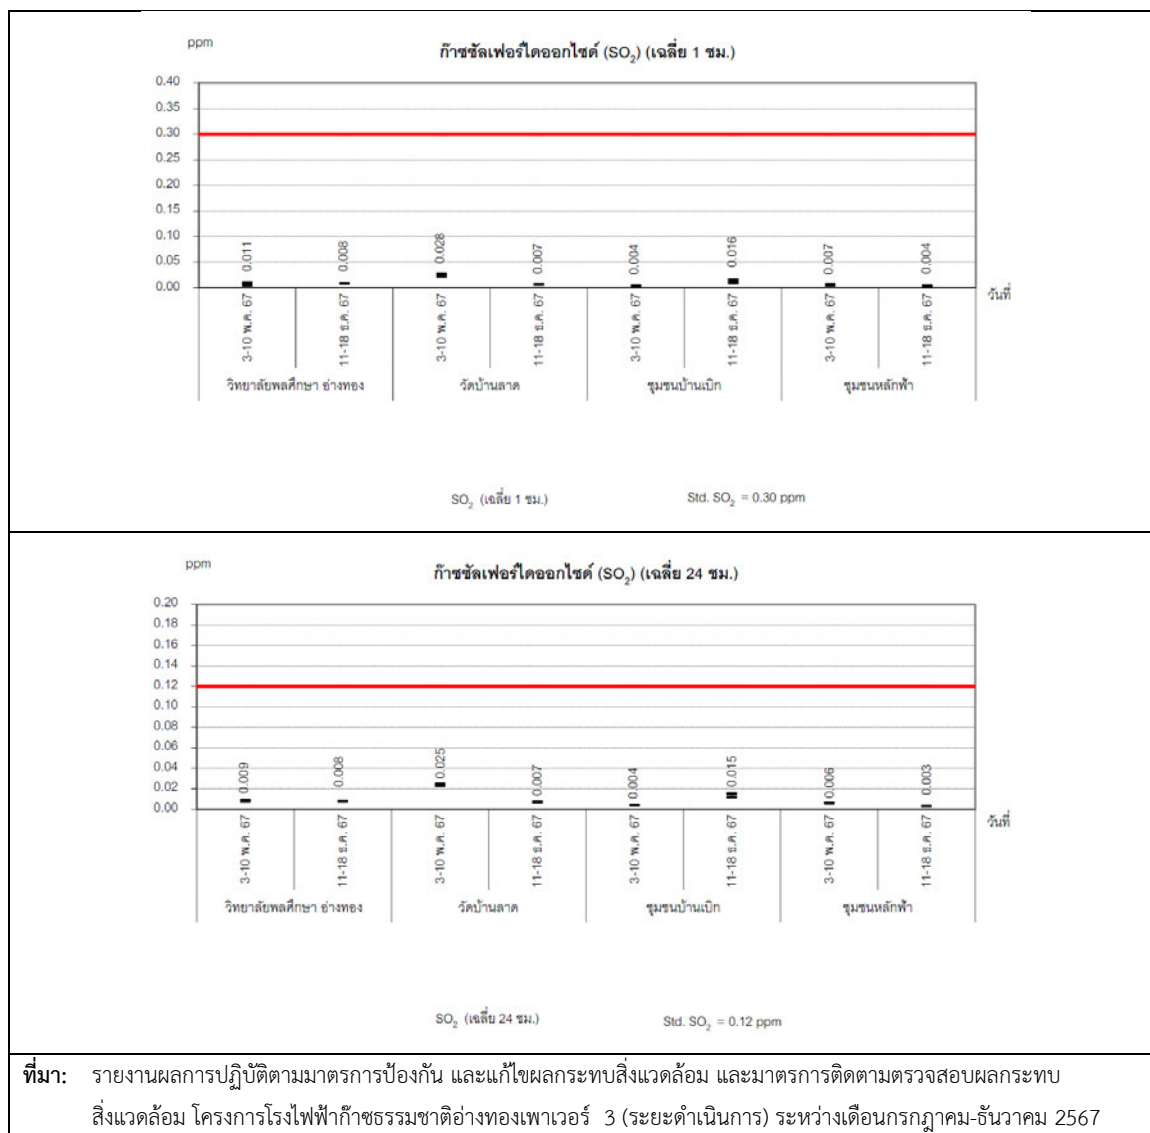 ppm
ก๊าซซัลเฟอร์ไดออกไซด์ (SO2) (เฉลี่ย 1 ชม.)
0.40
0.35
0.30
0.25
0.20
0.15
0.10
0.05
0.00
0.011
0.008
0.028
0.007
0.004
0.016
0.007
0.004
วันที่
3-10 พ.ค. 67
11-18 ธ.ค. 67
3-10 พ.ค. 67
11-18 ธ.ค. 67
3-10 พ.ค. 67
11-18 ธ.ค. 67
3-10 พ.ค. 67
11-18 ธ.ค. 67
วิทยาลัยพลศึกษา อ่างทอง
วัดบ้านลาด
ชุมชนบ้านเบิก
ชุมชนหลักฟ้า
SO2 (เฉลี่ย 1 ชม.)
Std. SO2 = 0.30 ppm
ppm
ก๊าซซัลเฟอร์ไดออกไซด์ (SO2) (เฉลี่ย 24 ชม.)
0.20
0.18
0.16
0.14
0.12
0.10
0.08
0.06
0.04
0.02
0.00
0.009
0.008
0.025
0.007
0.004
0.015
0.006
0.003
วันที่
3-10 พ.ค. 67
11-18 ธ.ค. 67
3-10 พ.ค. 67
11-18 ธ.ค. 67
3-10 พ.ค. 67
11-18 ธ.ค. 67
3-10 พ.ค. 67
11-18 ธ.ค. 67
วิทยาลัยพลศึกษา อ่างทอง
วัดบ้านลาด
ชุมชนบ้านเบิก
ชุมชนหลักฟ้า
SO2 (เฉลี่ย 24 ชม.)
Std. SO2 = 0.12 ppm
ที่มา: รายงานผลการปฏิบัติตามมาตรการป้องกัน และแก้ไขผลกระทบสิ่งแวดล้อม และมาตรการติดตามตรวจสอบผลกระทบ
สิ่งแวดล้อม โครงการโรงไฟฟ้าก๊าซธรรมชาติอ่างทองเพาเวอร์ 3 (ระยะดำเนินการ) ระหว่างเดือนกรกฎาคม-ธันวาคม 2567